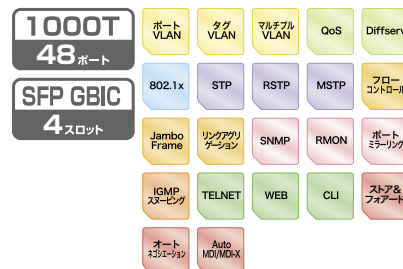 1000T
48ポート
SFP GBIC
4スロット
ポート
VLAN
タグ
VLAN
マルチプル
VLAN
QoS
Diffserv
802.1x
STP
RSTP
MSTP
フロー
コントロール
Jambo
Frame
リンクアグリ
ゲーション
SNMP
RMON
ポート
ミラーリング
IGMP
スヌーピング
TELNET
WEB
CLI
ストア&
フォアード
オート
ネゴシエーション
Auto
MDI/MDI-X